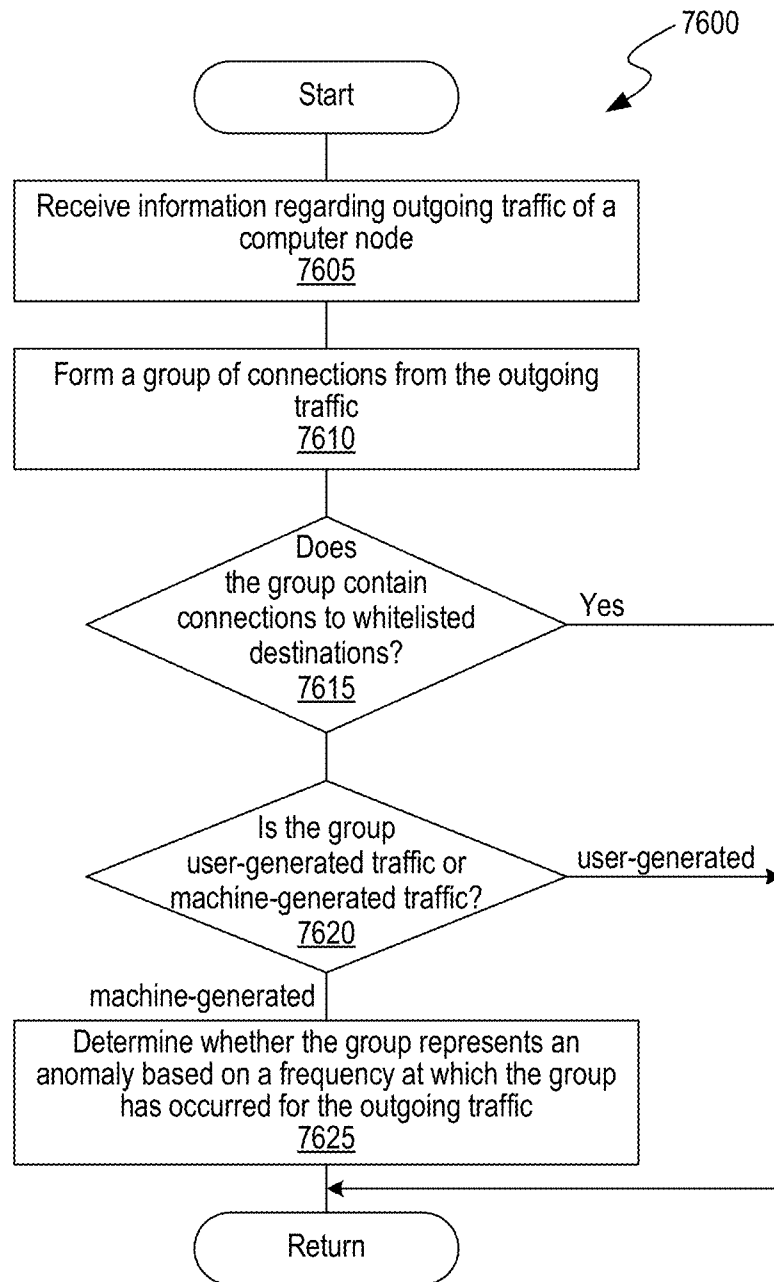 7600
Start
Receive information regarding outgoing traffic of a
computer node
7605
Form a group of connections from the outgoing
traffic
7610
Does
the group contain
connections to whitelisted
destinations?
7615
Yes
Is the group
user-generated traffic or
machine-generated traffic?
7620
user-generated
machine-generated
Determine whether the group represents an
anomaly based on a frequency at which the group
has occurred for the outgoing traffic
7625
Return